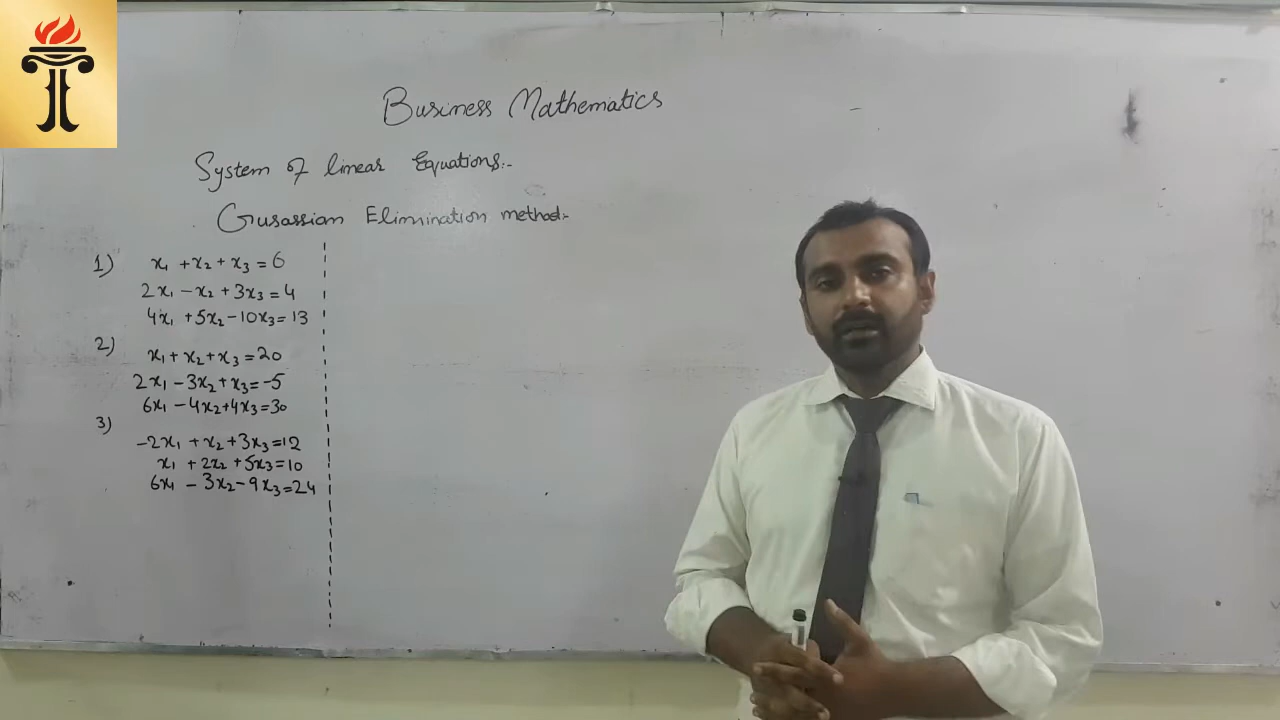 Business Mathematics
System of linear Equations:-
Gusassian Elimination method:-
1) x₁ + x₂ + x₃ = 6
2x₁ - x₂ + 3x₃ = 4
4x₁ + 5x₂ - 10x₃ = 13
2) x₁ + x₂ + x₃ = 20
2x₁ - 3x₂ + x₃ = -5
6x₁ - 4x₂ + 4x₃ = 30
3)
-2x₁ + x₂ + 3x₃ = 12
x₁ + 2x₂ + 5x₃ = 10
6x₁ - 3x₂ - 9x₃ = 24